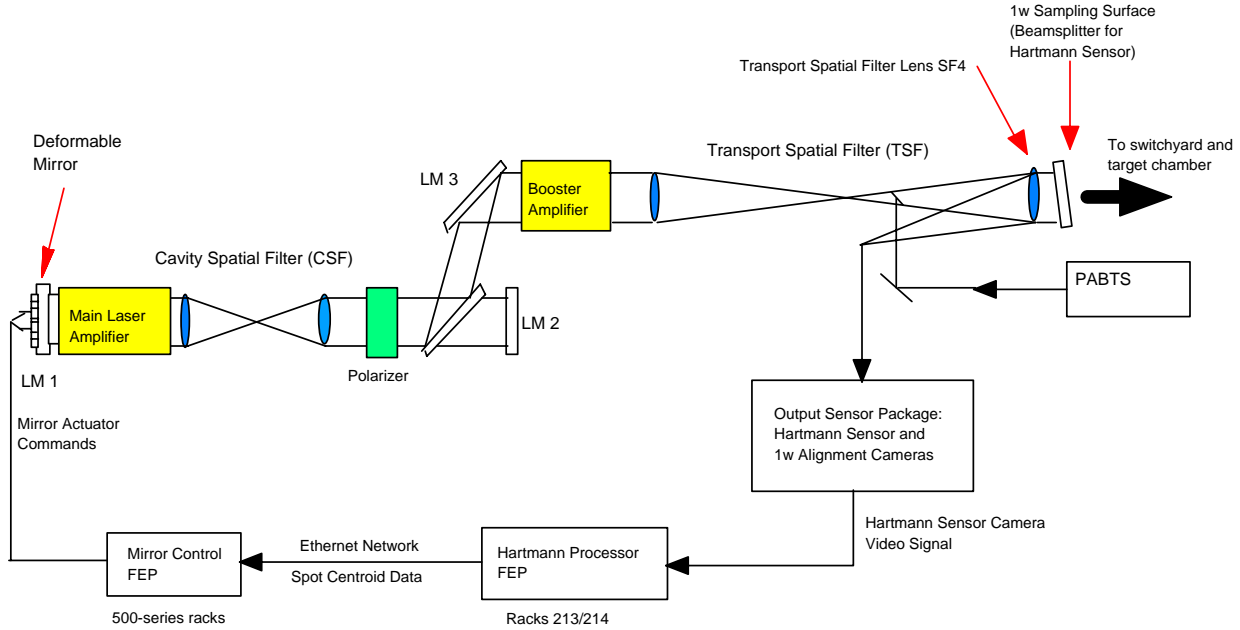 1w Sampling Surface
(Beamsplitter for
Hartmann Sensor)
Transport Spatial Filter Lens SF4
Deformable
Mirror
To switchyard and
target chamber
Transport Spatial Filter (TSF)
LM 3
Booster
Amplifier
Cavity Spatial Filter (CSF)
PABTS
Main Laser
Amplifier
LM 2
Polarizer
LM 1
Mirror Actuator
Commands
Output Sensor Package:
Hartmann Sensor and
1w Alignment Cameras
Hartmann Sensor Camera
Video Signal
Mirror Control
FEP
Ethernet Network
Spot Centroid Data
Hartmann Processor
FEP
500-series racks
Racks 213/214